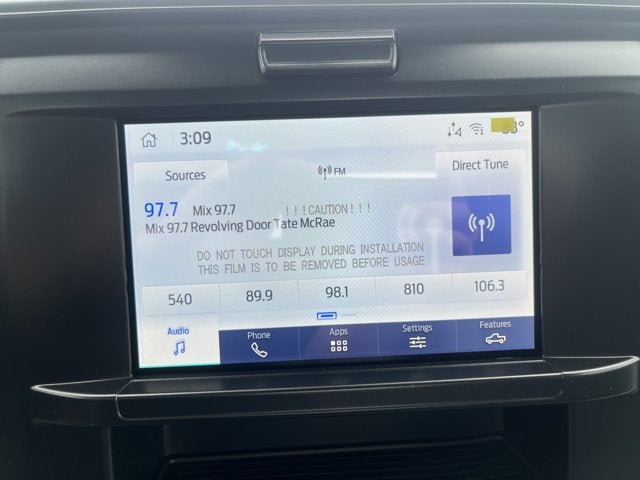 3:09
Sources
FM
Direct Tune
97.7 Mix 97.7
!!!CAUTION!!!
Mix 97.7 Revolving Door Tate McRae
DO NOT TOUCH DISPLAY DURING INSTALLATION
THIS FILM IS TO BE REMOVED BEFORE USAGE
540 89.9 98.1 810 106.3
Audio Phone Apps Settings Features